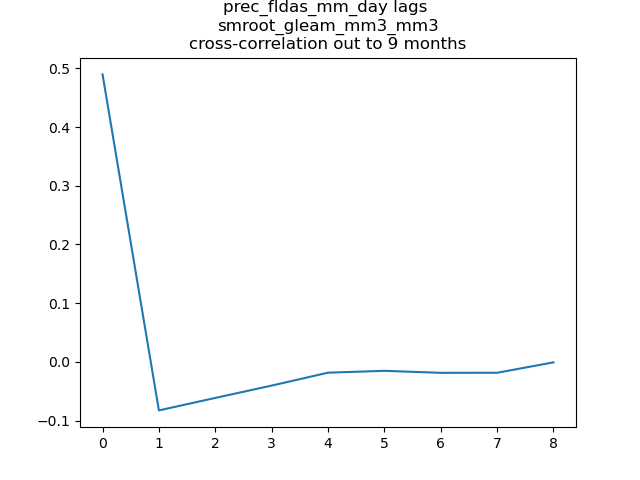 prec_fldas_mm_day lags
smroot_gleam_mm3_mm3
cross-correlation out to 9 months
0.5
0.4
0.3
0.2
0.1
0.0
−0.1
0 1 2 3 4 5 6 7 8